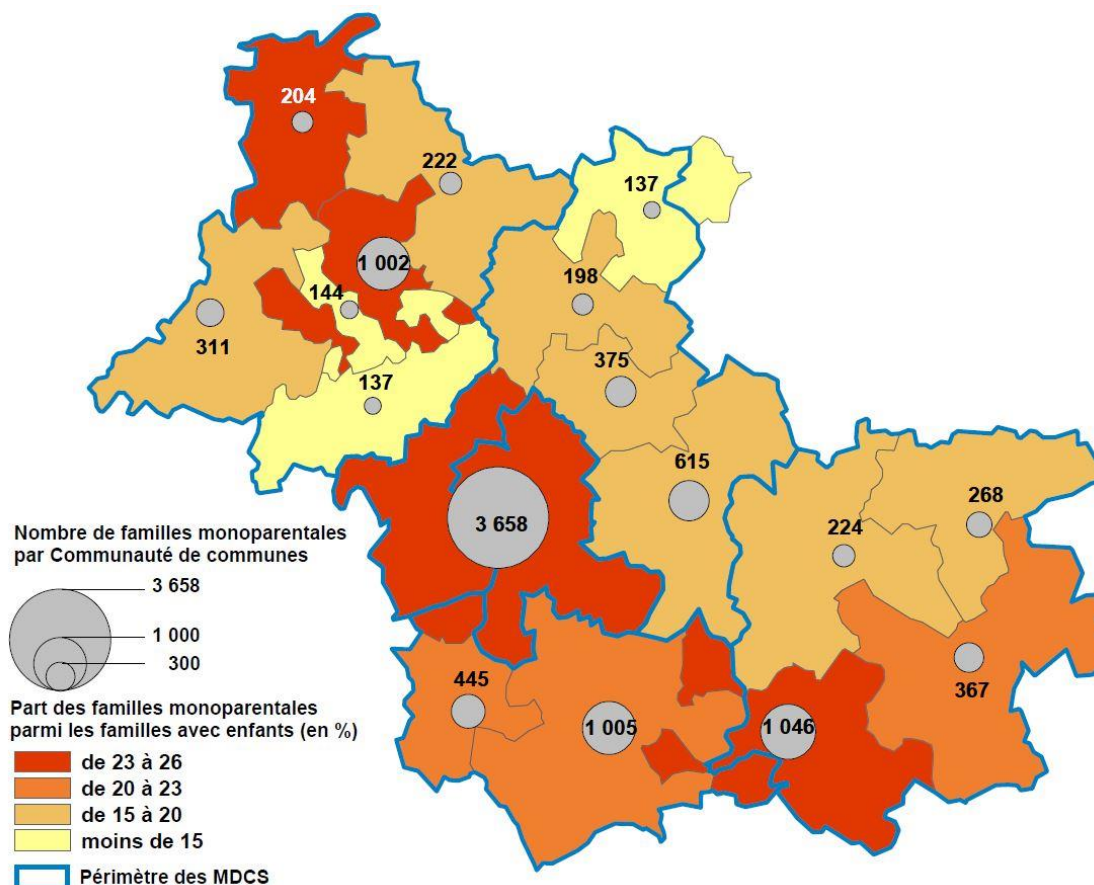 204
222
137
1 002
198
144
311
375
137
615
268
3 658
224
Nombre de familles monoparentales
par Communauté de communes
3 658
1 000
300
367
445
Part des familles monoparentales
parmi les familles avec enfants (en %)
1 005
1 046
de 23 à 26
de 20 à 23
de 15 à 20
moins de 15
Périmètre des MDCS